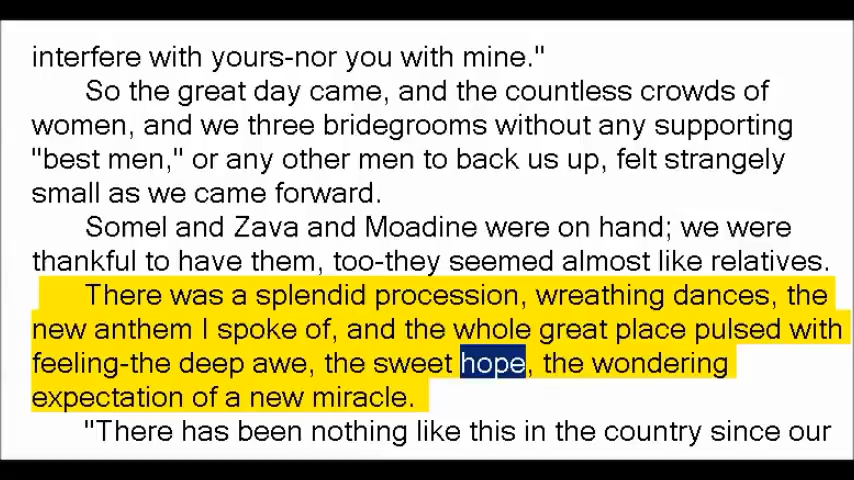 interfere with yours-nor you with mine."
So the great day came, and the countless crowds of
women, and we three bridegrooms without any supporting
"best men," or any other men to back us up, felt strangely
small as we came forward.
Somel and Zava and Moadine were on hand; we were
thankful to have them, too-they seemed almost like relatives.
There was a splendid procession, wreathing dances, the
new anthem I spoke of, and the whole great place pulsed with
feeling-the deep awe, the sweet hope, the wondering
expectation of a new miracle.
"There has been nothing like this in the country since our